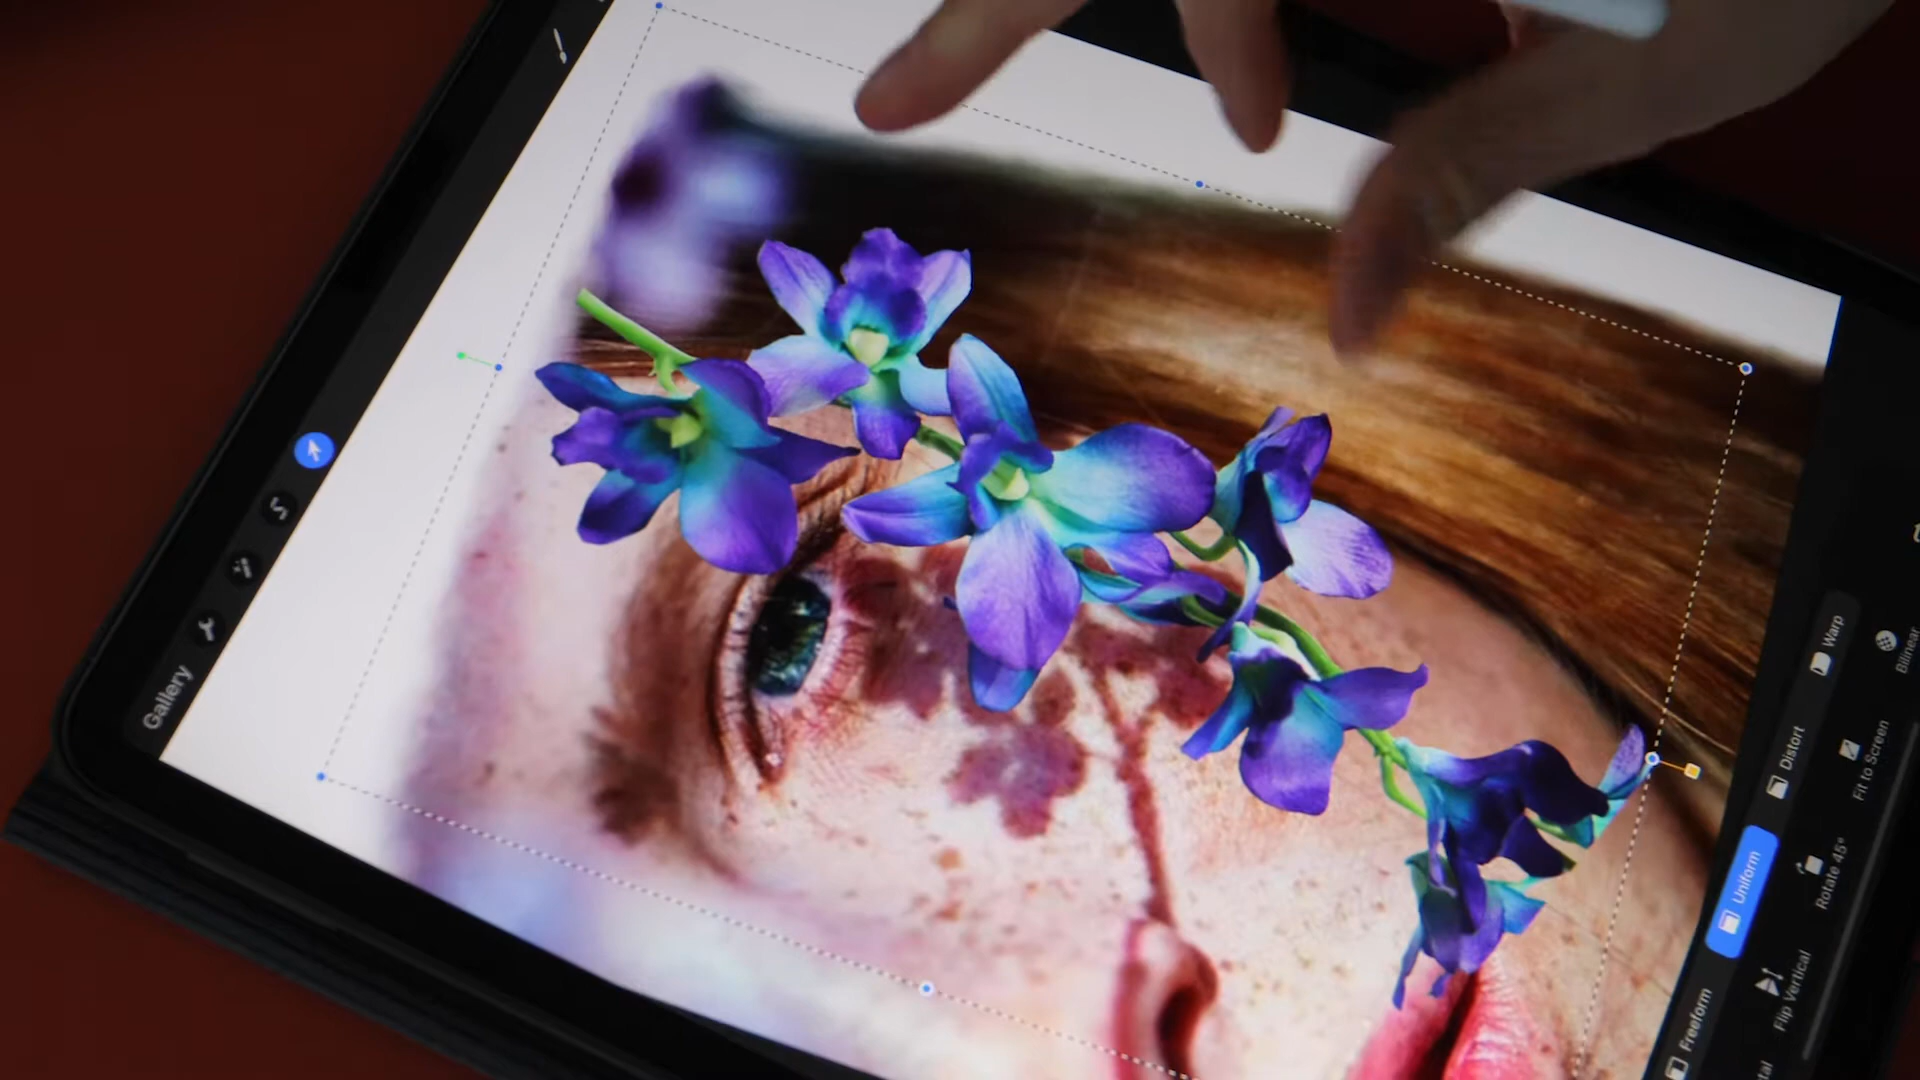 Gallery
Freeform
Uniform
Distort
Warp
Flip Vertical
Rotate 45°
Fit to Screen
Bilinear